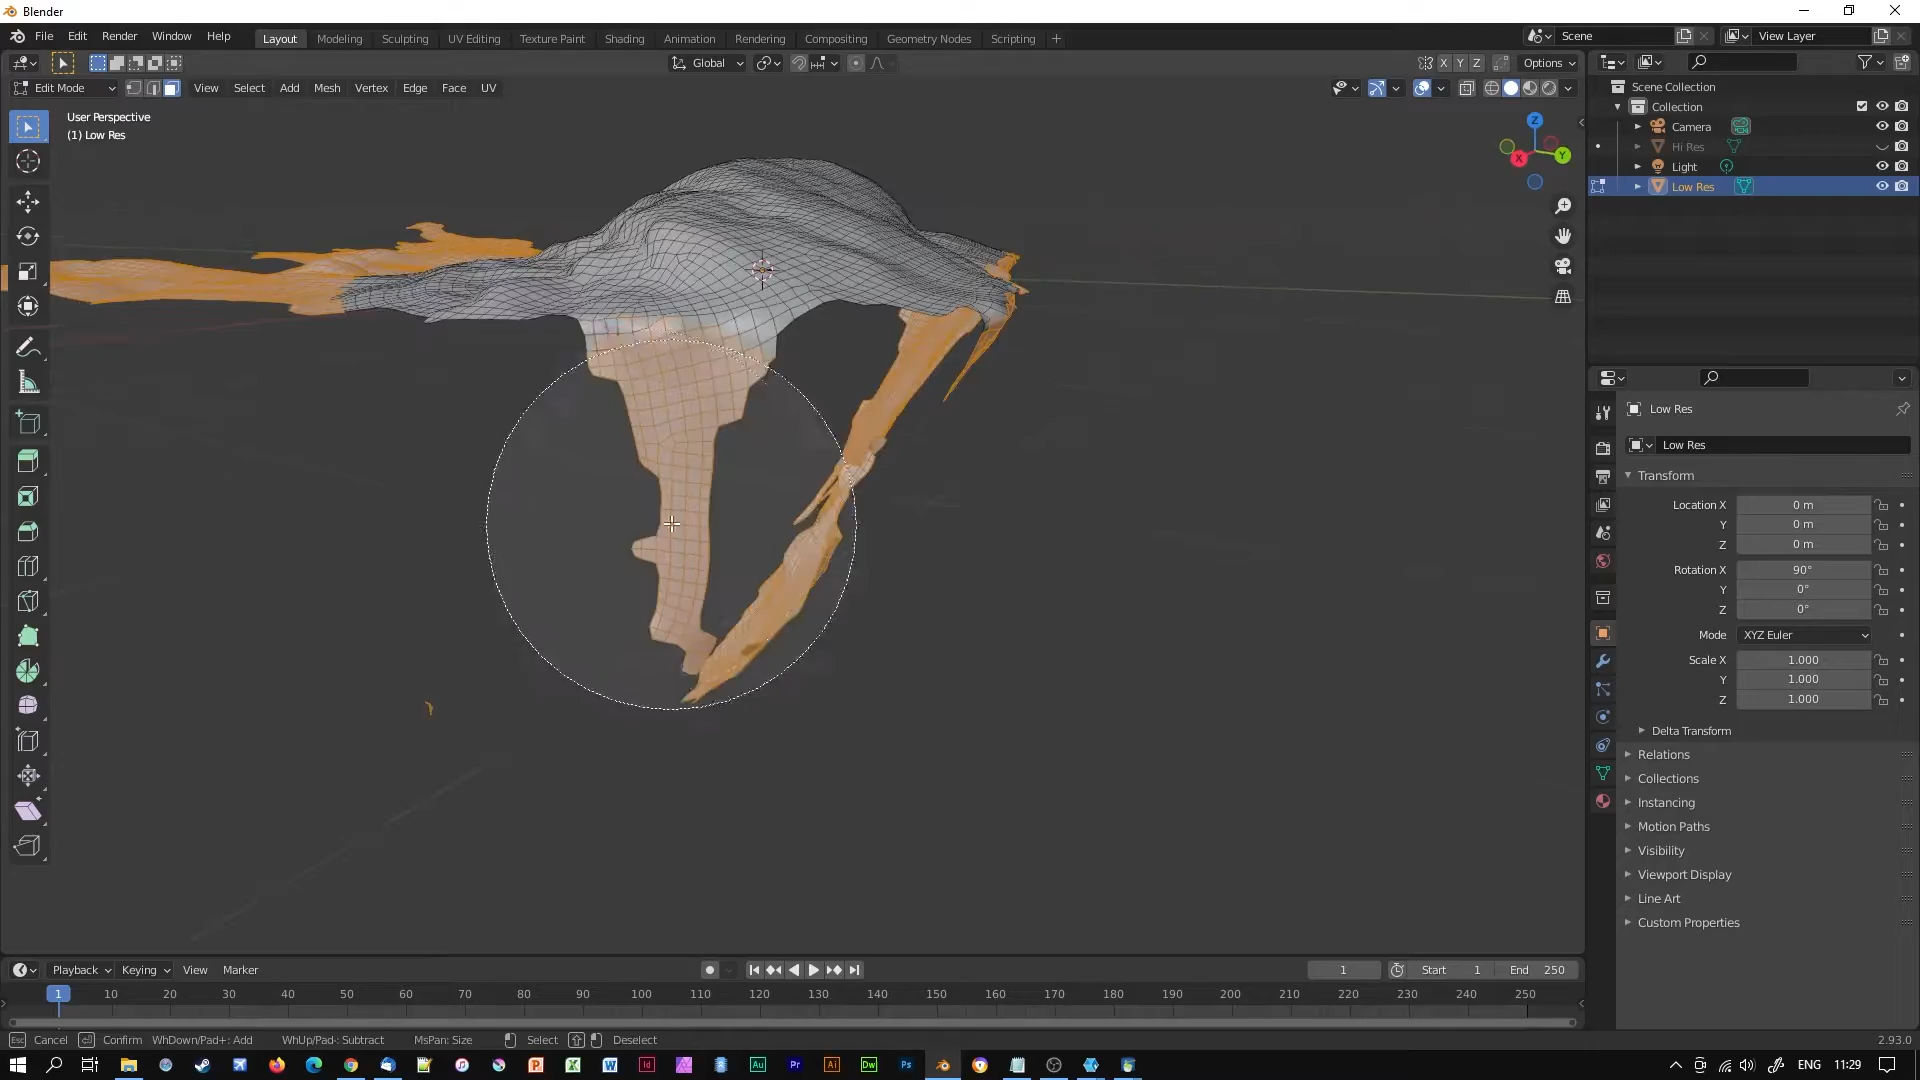 Blender
File Edit Render Window Help Layout Modeling Sculpting UV Editing Texture Paint Shading Animation Rendering Compositing Geometry Nodes Scripting + Scene View Layer
Global X Y Z Options
Edit Mode View Select Add Mesh Vertex Edge Face UV
User Perspective
(1) Low Res
Z
X
Y
Scene Collection
Collection
Camera
Hi Res
Light
Low Res
Low Res
Low Res
Transform
Location X 0 m
Y 0 m
Z 0 m
Rotation X 90°
Y 0°
Z 0°
Mode XYZ Euler
Scale X 1.000
Y 1.000
Z 1.000
Delta Transform
Relations
Collections
Instancing
Motion Paths
Visibility
Viewport Display
Line Art
Custom Properties
Playback Keying View Marker 1 Start 1 End 250
1 10 20 30 40 50 60 70 80 90 100 110 120 130 140 150 160 170 180 190 200 210 220 230 240 250
Esc Cancel Confirm WhDown/Pad+: Add WhUp/Pad-: Subtract MsPan: Size Select Deselect 2.93.0
P X W Id Au Pr Ai Dw Ps ENG 11:29